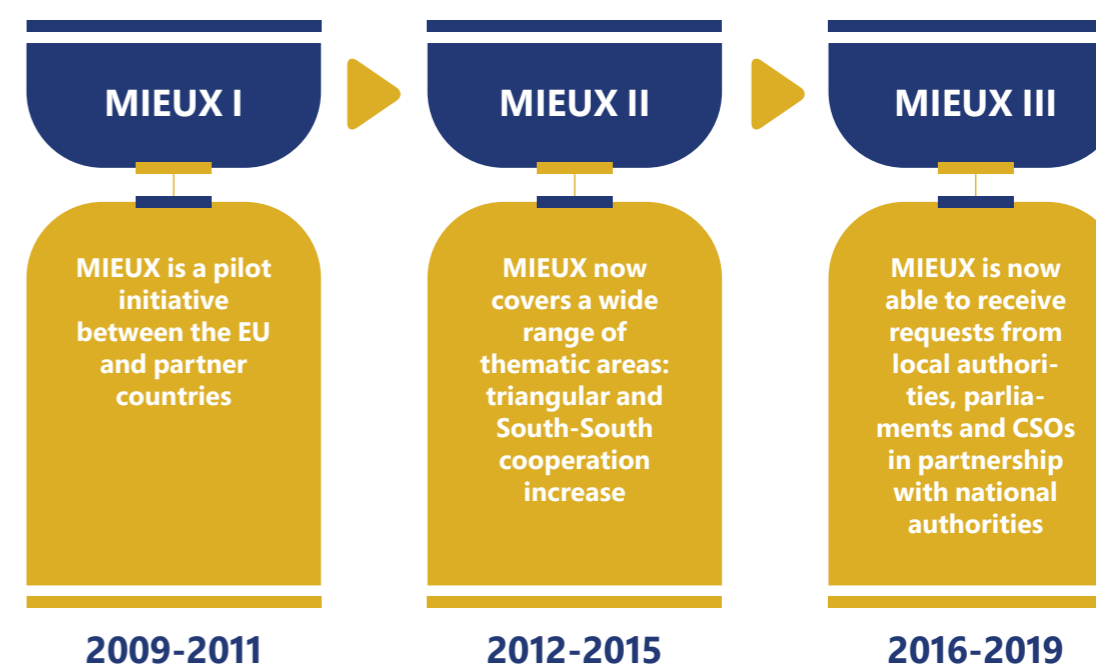 MIEUX I
MIEUX is a pilot
initiative
between the EU
and partner
countries
2009-2011
MIEUX II
MIEUX now
covers a wide
range of
thematic areas:
triangular and
South-South
cooperation
increase
2012-2015
MIEUX III
MIEUX is now
able to receive
requests from
local authori-
ties, parlia-
ments and CSOs
in partnership
with national
authorities
2016-2019